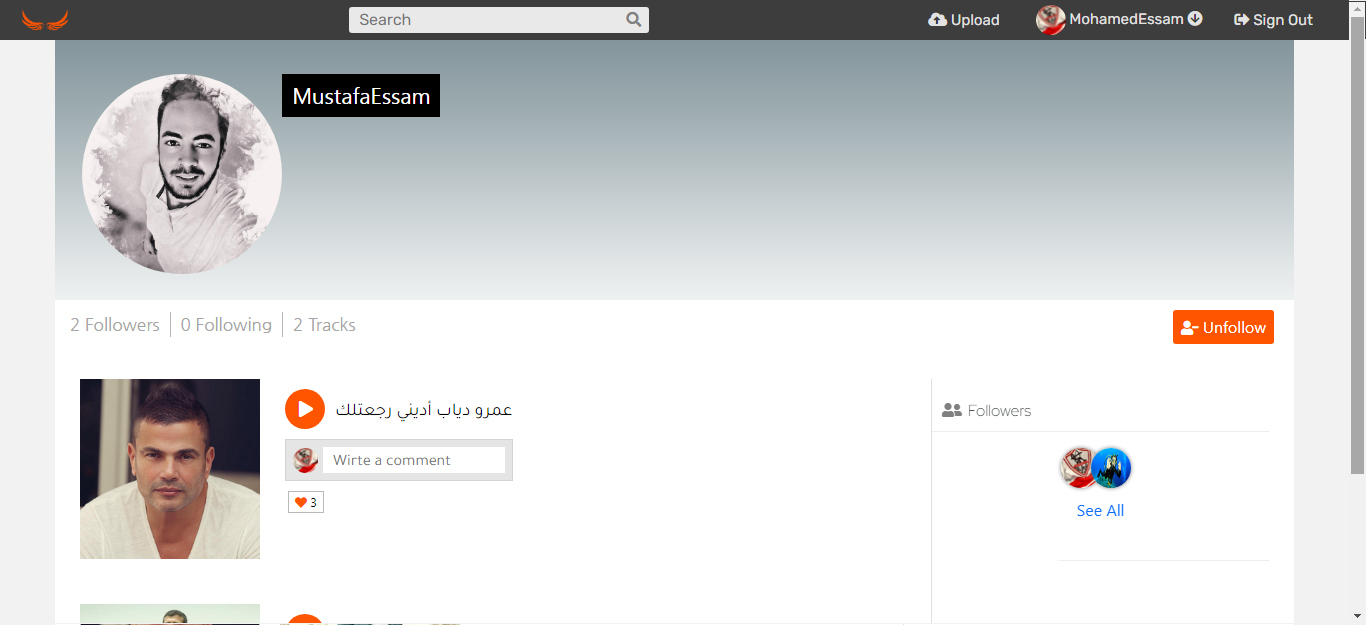 Search
Upload
MohamedEssam
Sign Out
MustafaEssam
2 Followers
0 Following
2 Tracks
Unfollow
عمرو دياب أديني رجعتلك
Wirte a comment
3
Followers
See All